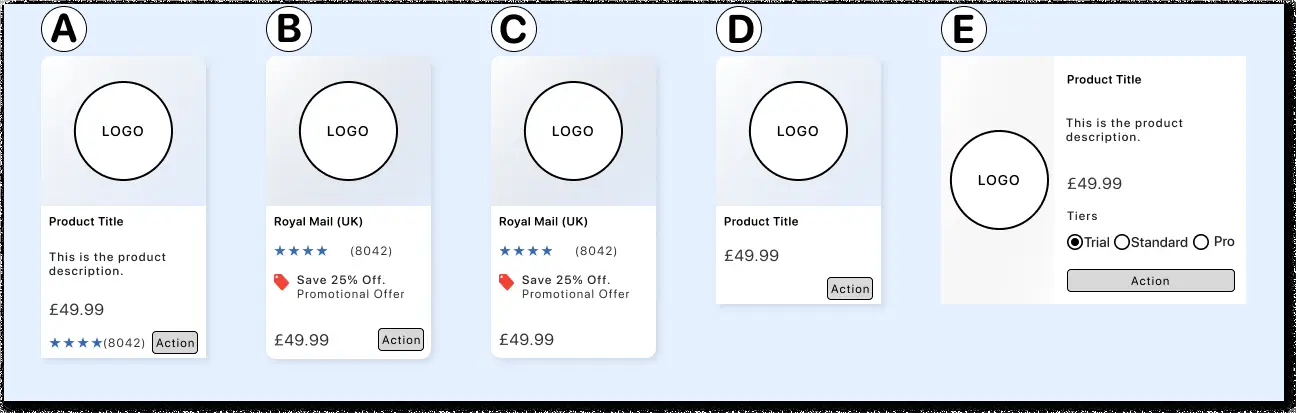 A
LOGO
Product Title
This is the product
description.
£49.99
★★★★(8042)
Action
B
LOGO
Royal Mail (UK)
★★★★ (8042)
Save 25% Off.
Promotional Offer
£49.99
Action
C
LOGO
Royal Mail (UK)
★★★★ (8042)
Save 25% Off.
Promotional Offer
£49.99
D
LOGO
Product Title
£49.99
Action
E
LOGO
Product Title
This is the product
description.
£49.99
Tiers
Trial Standard Pro
Action